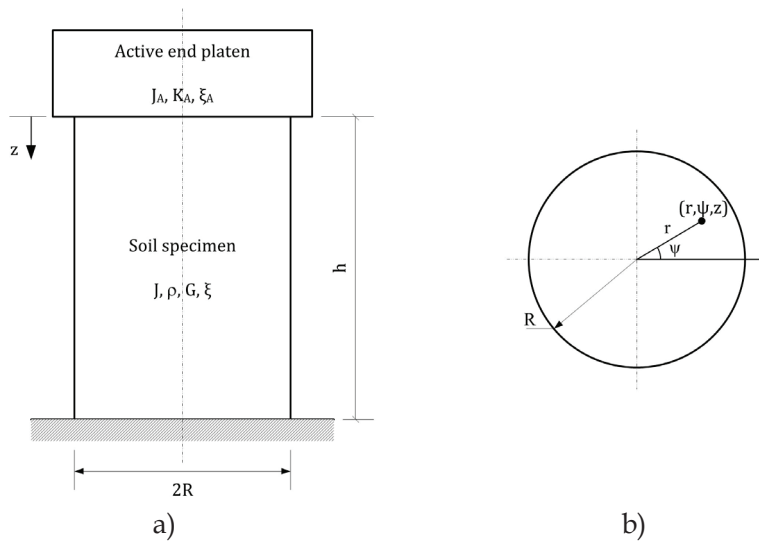 Active end platen
J_A, K_A, ξ_A
z
Soil specimen
J, ρ, G, ξ
h
2R
a)
(r,ψ,z)
r
ψ
R
b)